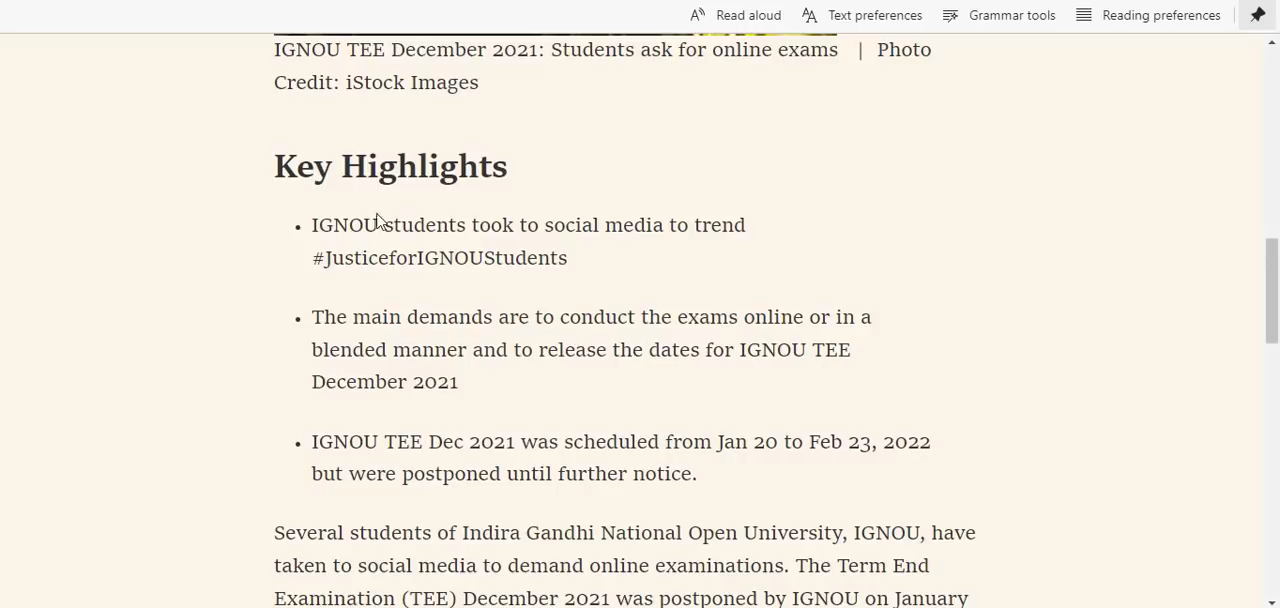 Read aloud Text preferences Grammar tools Reading preferences
IGNOU TEE December 2021: Students ask for online exams | Photo
Credit: iStock Images
Key Highlights
• IGNOU students took to social media to trend
#JusticeforIGNOUStudents
• The main demands are to conduct the exams online or in a
blended manner and to release the dates for IGNOU TEE
December 2021
• IGNOU TEE Dec 2021 was scheduled from Jan 20 to Feb 23, 2022
but were postponed until further notice.
Several students of Indira Gandhi National Open University, IGNOU, have
taken to social media to demand online examinations. The Term End
Examination (TEE) December 2021 was postponed by IGNOU on January